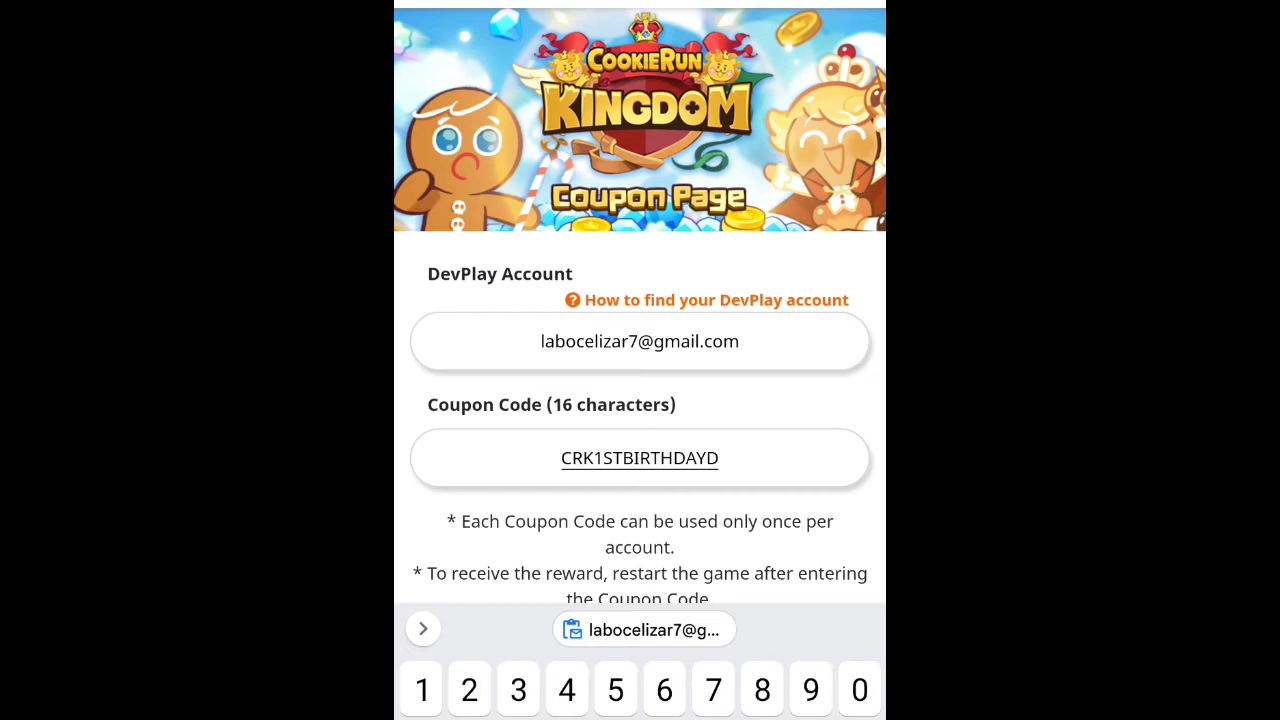 COOKIERUN
KINGDOM
Coupon Page
DevPlay Account
? How to find your DevPlay account
labocelizar7@gmail.com
Coupon Code (16 characters)
CRK1STBIRTHDAYD
* Each Coupon Code can be used only once per
account.
* To receive the reward, restart the game after entering
the Coupon Code
labocelizar7@g...
1 2 3 4 5 6 7 8 9 0